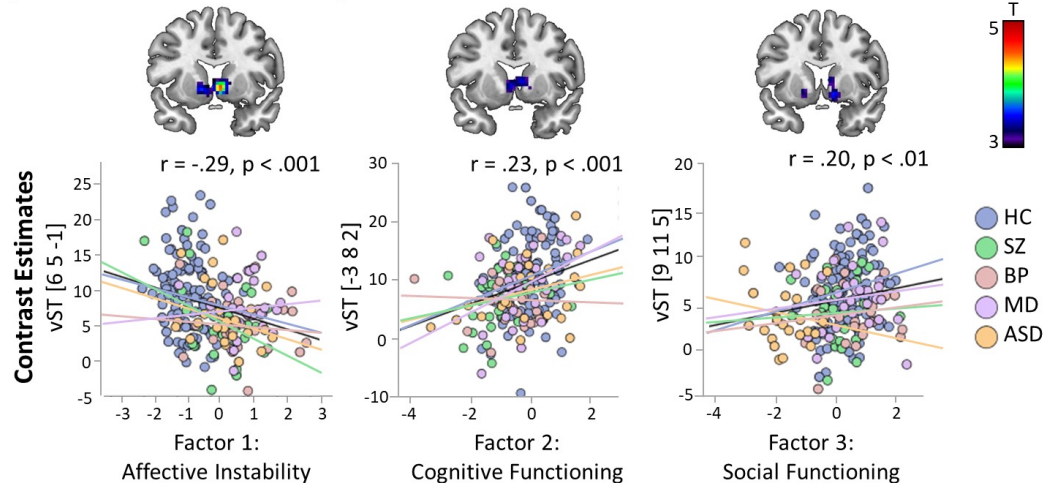 T
5
3
r = -.29, p < .001
r = .23, p < .001
r = .20, p < .01
Contrast Estimates
vST [6 5 -1]
25
20
15
10
5
0
-5
-3 -2 -1 0 1 2 3
Factor 1:
Affective Instability
vST [-3 8 2]
30
20
10
0
-10
-4 -2 0 2
Factor 2:
Cognitive Functioning
vST [9 11 5]
20
15
10
5
0
-5
-4 -2 0 2
Factor 3:
Social Functioning
HC
SZ
BP
MD
ASD